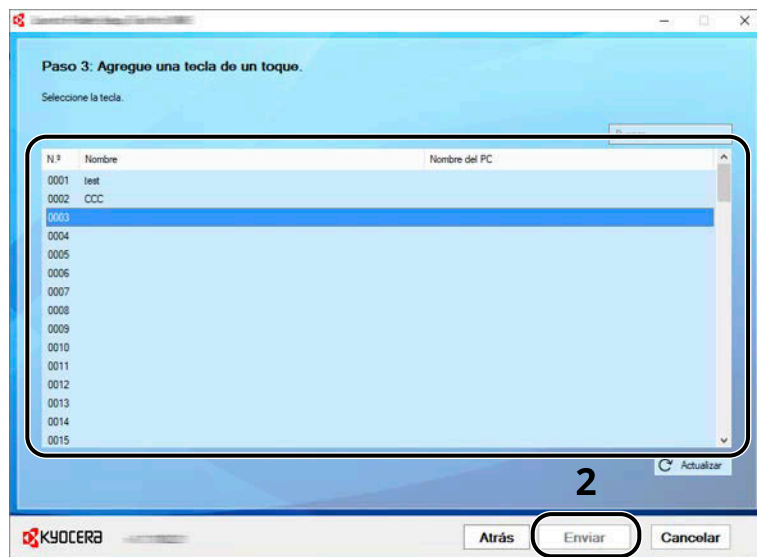 Paso 3: Agregue una tecla de un toque.
Seleccione la tecla.
N.º Nombre Nombre del PC
0001 test
0002 CCC
0003
0004
0005
0006
0007
0008
0009
0010
0011
0012
0013
0014
0015
Actualizar
2
KYOCERA Atrás Enviar Cancelar